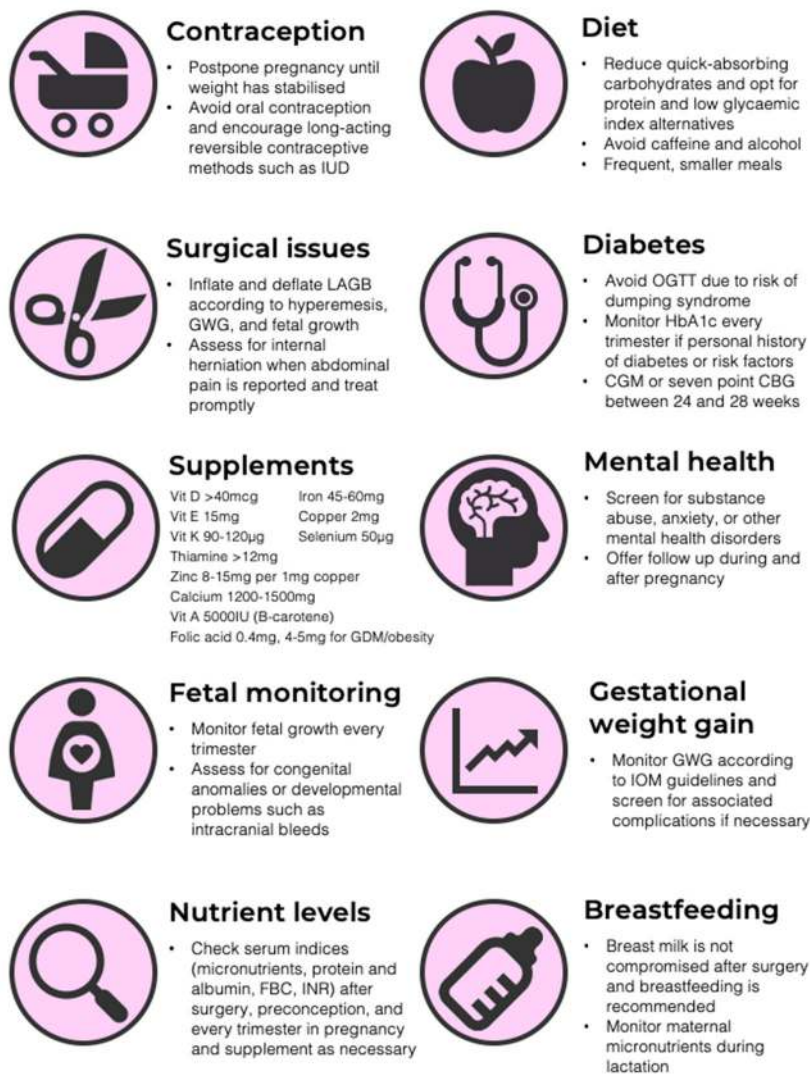 Contraception
• Postpone pregnancy until
weight has stabilised
• Avoid oral contraception
and encourage long-acting
reversible contraceptive
methods such as IUD
Diet
• Reduce quick-absorbing
carbohydrates and opt for
protein and low glycaemic
index alternatives
• Avoid caffeine and alcohol
• Frequent, smaller meals
Surgical issues
• Inflate and deflate LAGB
according to hyperemesis,
GWG, and fetal growth
• Assess for internal
herniation when abdominal
pain is reported and treat
promptly
Diabetes
• Avoid OGTT due to risk of
dumping syndrome
• Monitor HbA1c every
trimester if personal history
of diabetes or risk factors
• CGM or seven point CBG
between 24 and 28 weeks
Supplements
Vit D >40mcg Iron 45-60mg
Vit E 15mg Copper 2mg
Vit K 90-120µg Selenium 50µg
Thiamine >12mg
Zinc 8-15mg per 1mg copper
Calcium 1200-1500mg
Vit A 5000IU (B-carotene)
Folic acid 0.4mg, 4-5mg for GDM/obesity
Mental health
• Screen for substance
abuse, anxiety, or other
mental health disorders
• Offer follow up during and
after pregnancy
Fetal monitoring
• Monitor fetal growth every
trimester
• Assess for congenital
anomalies or developmental
problems such as
intracranial bleeds
Gestational
weight gain
• Monitor GWG according
to IOM guidelines and
screen for associated
complications if necessary
Nutrient levels
• Check serum indices
(micronutrients, protein and
albumin, FBC, INR) after
surgery, preconception, and
every trimester in pregnancy
and supplement as necessary
Breastfeeding
• Breast milk is not
compromised after surgery
and breastfeeding is
recommended
• Monitor maternal
micronutrients during
lactation